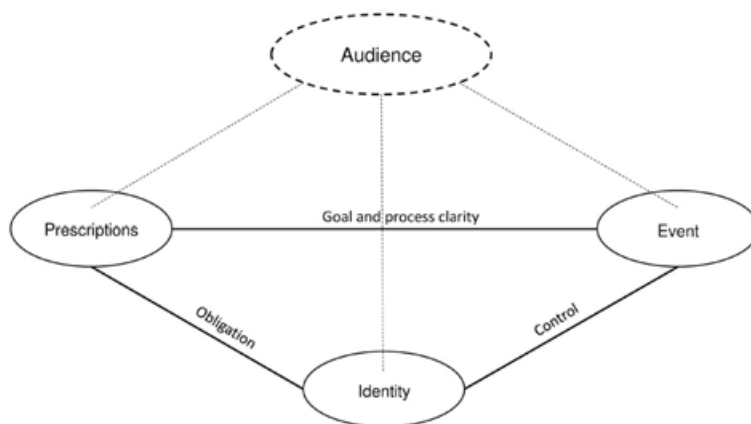 Audience
Goal and process clarity
Prescriptions
Event
Obligation
Control
Identity